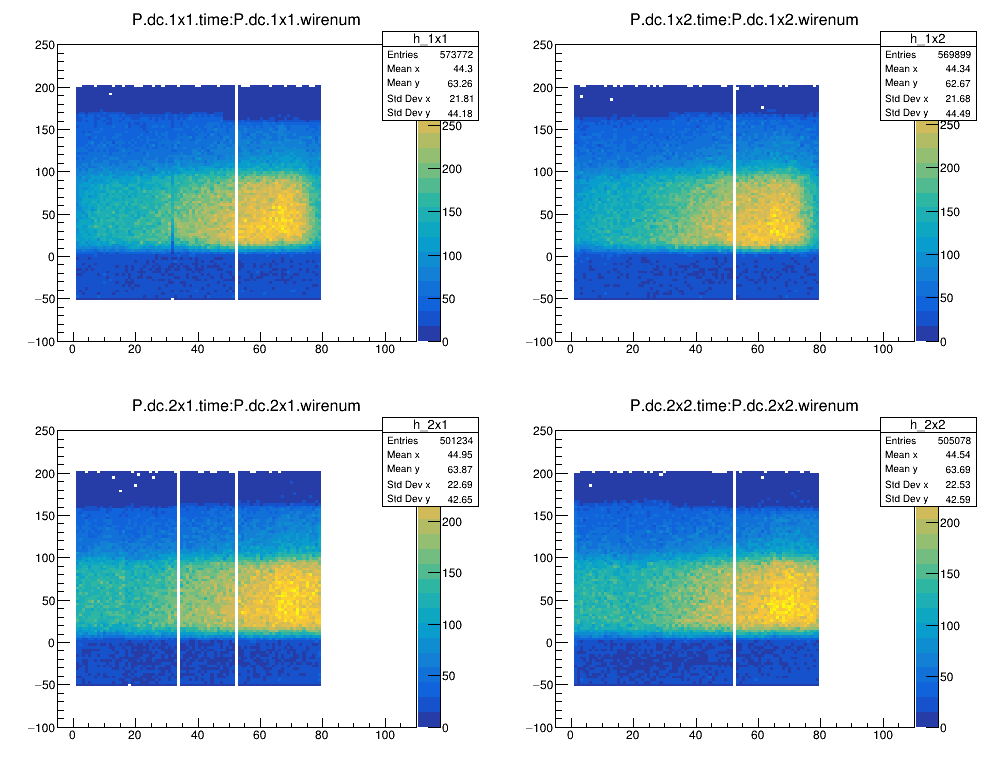 P.dc.1x1.time:P.dc.1x1.wirenum
h_1x1
Entries 573772
Mean x 44.3
Mean y 63.26
Std Dev x 21.81
Std Dev y 44.18
250
200
150
100
50
0
−50
−100
0 20 40 60 80 100
250
200
150
100
50
0
P.dc.1x2.time:P.dc.1x2.wirenum
h_1x2
Entries 569899
Mean x 44.34
Mean y 62.67
Std Dev x 21.68
Std Dev y 44.49
250
200
150
100
50
0
−50
−100
0 20 40 60 80 100
250
200
150
100
50
0
P.dc.2x1.time:P.dc.2x1.wirenum
h_2x1
Entries 501234
Mean x 44.95
Mean y 63.87
Std Dev x 22.69
Std Dev y 42.65
250
200
150
100
50
0
−50
−100
0 20 40 60 80 100
200
150
100
50
0
P.dc.2x2.time:P.dc.2x2.wirenum
h_2x2
Entries 505078
Mean x 44.54
Mean y 63.69
Std Dev x 22.53
Std Dev y 42.59
250
200
150
100
50
0
−50
−100
0 20 40 60 80 100
200
150
100
50
0